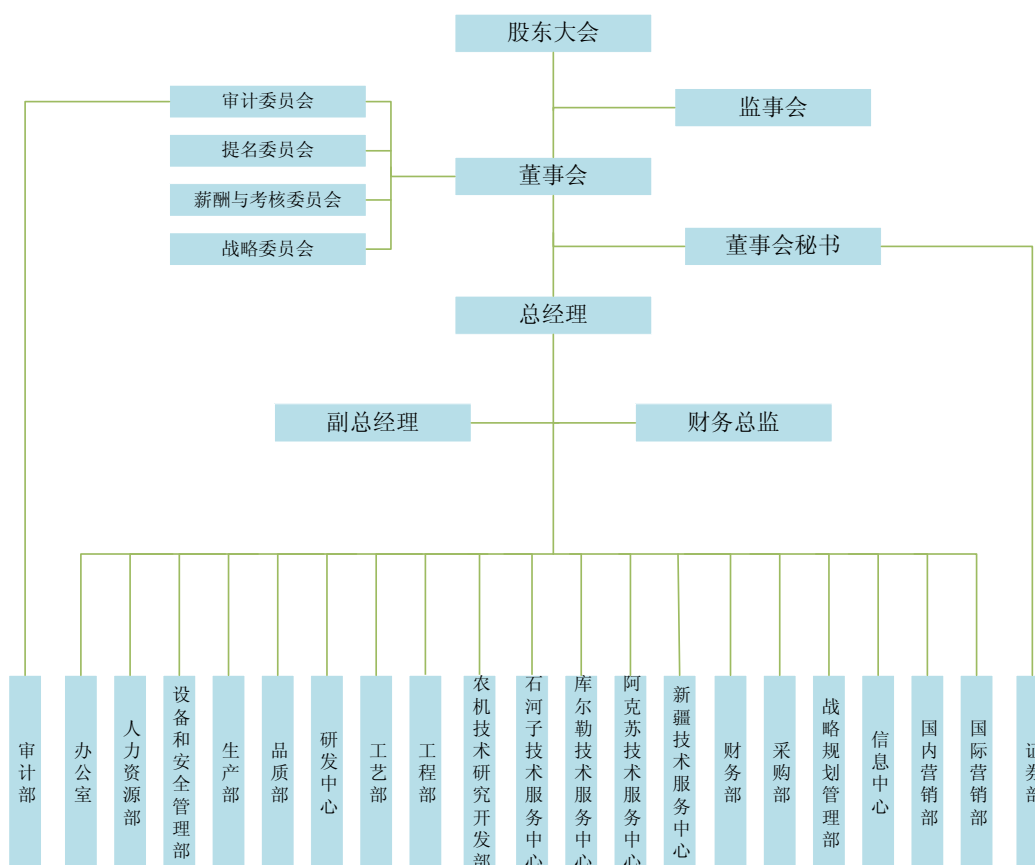 股东大会
审计委员会
监事会
提名委员会
董事会
薪酬与考核委员会
战略委员会
董事会秘书
总经理
副总经理
财务总监
审计部
办公室
人力资源部
设备和安全管理部
生产部
品质部
研发中心
工艺部
工程部
农机技术研究开发部
石河子技术服务中心
库尔勒技术服务中心
阿克苏技术服务中心
新疆技术服务中心
财务部
采购部
战略规划管理部
信息中心
国内营销部
国际营销部
证券部